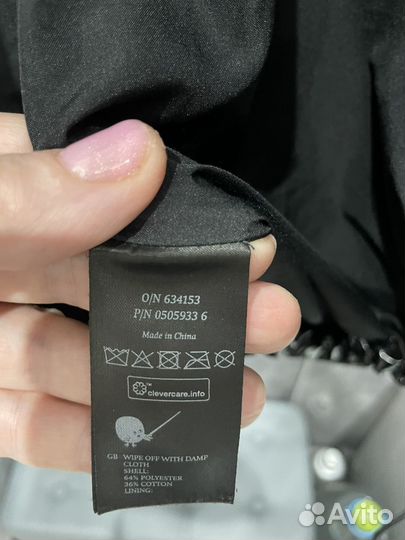 O/N 634153
P/N 0505933 6
Made in China
clevercare.info
GB WIPE OFF WITH DAMP
CLOTH
SHELL:
64% POLYESTER
36% COTTON
LINING:
Avito